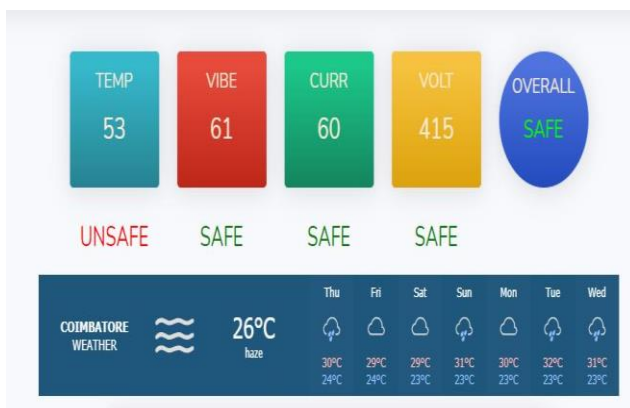 TEMP VIBE CURR VOLT OVERALL
53 61 60 415 SAFE
UNSAFE SAFE SAFE SAFE
Thu Fri Sat Sun Mon Tue Wed
COIMBATORE
WEATHER
26°C
haze
30°C 29°C 29°C 31°C 30°C 32°C 31°C
24°C 24°C 23°C 23°C 23°C 23°C 23°C